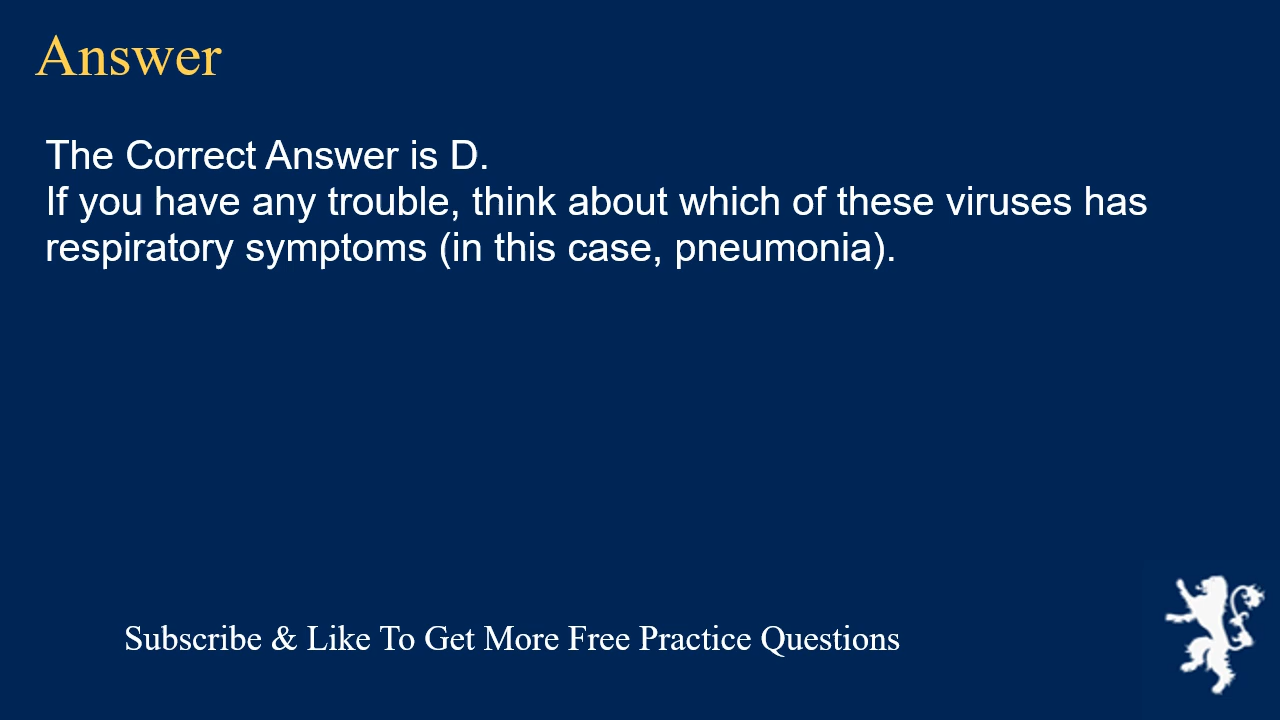 Answer
The Correct Answer is D.
If you have any trouble, think about which of these viruses has
respiratory symptoms (in this case, pneumonia).
Subscribe & Like To Get More Free Practice Questions